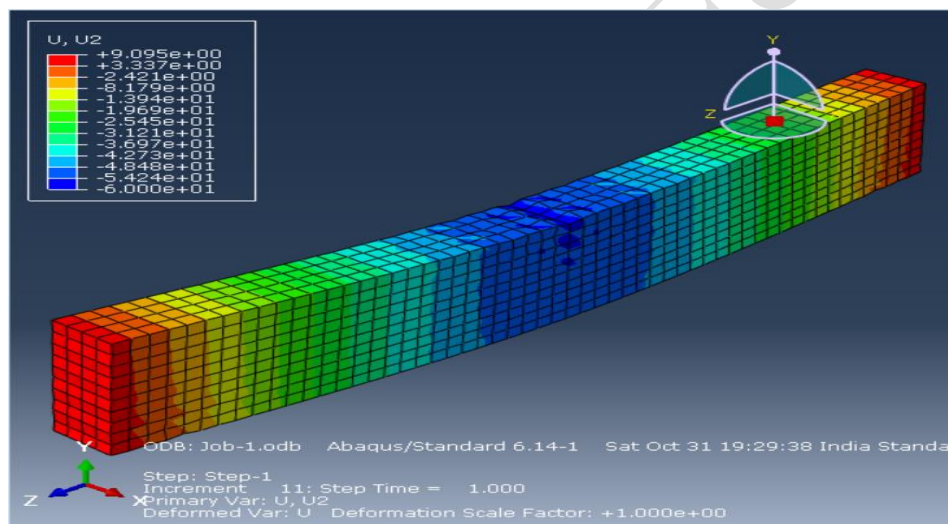 U, U2
+9.095e+00
+3.337e+00
-2.421e+00
-8.179e+00
-1.394e+01
-1.969e+01
-2.545e+01
-3.121e+01
-3.697e+01
-4.273e+01
-4.848e+01
-5.424e+01
-6.000e+01
Y
Z
Y
Z
X
ODB: Job-1.odb Abaqus/Standard 6.14-1 Sat Oct 31 19:29:38 India Standa
Step: Step-1
Increment 11: Step Time = 1.000
Primary Var: U, U2
Deformed Var: U Deformation Scale Factor: +1.000e+00